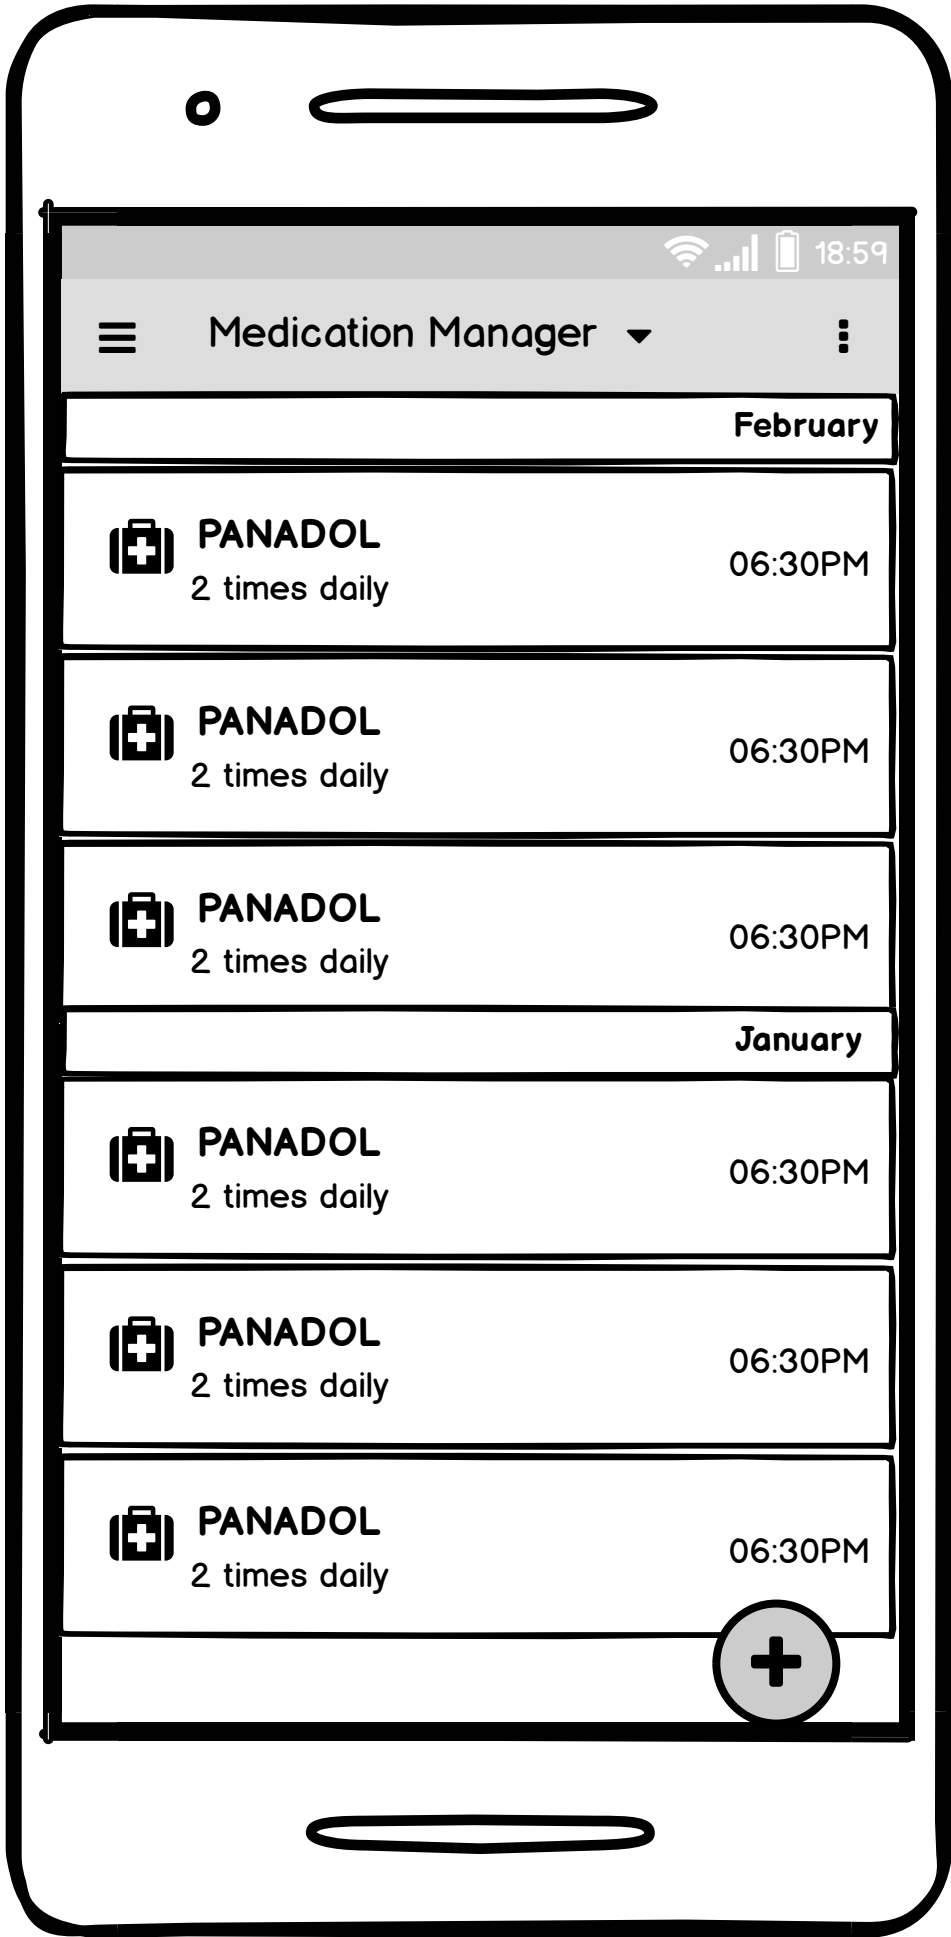 18:59
Medication Manager
February
PANADOL
2 times daily
06:30PM
PANADOL
2 times daily
06:30PM
PANADOL
2 times daily
06:30PM
January
PANADOL
2 times daily
06:30PM
PANADOL
2 times daily
06:30PM
PANADOL
2 times daily
06:30PM